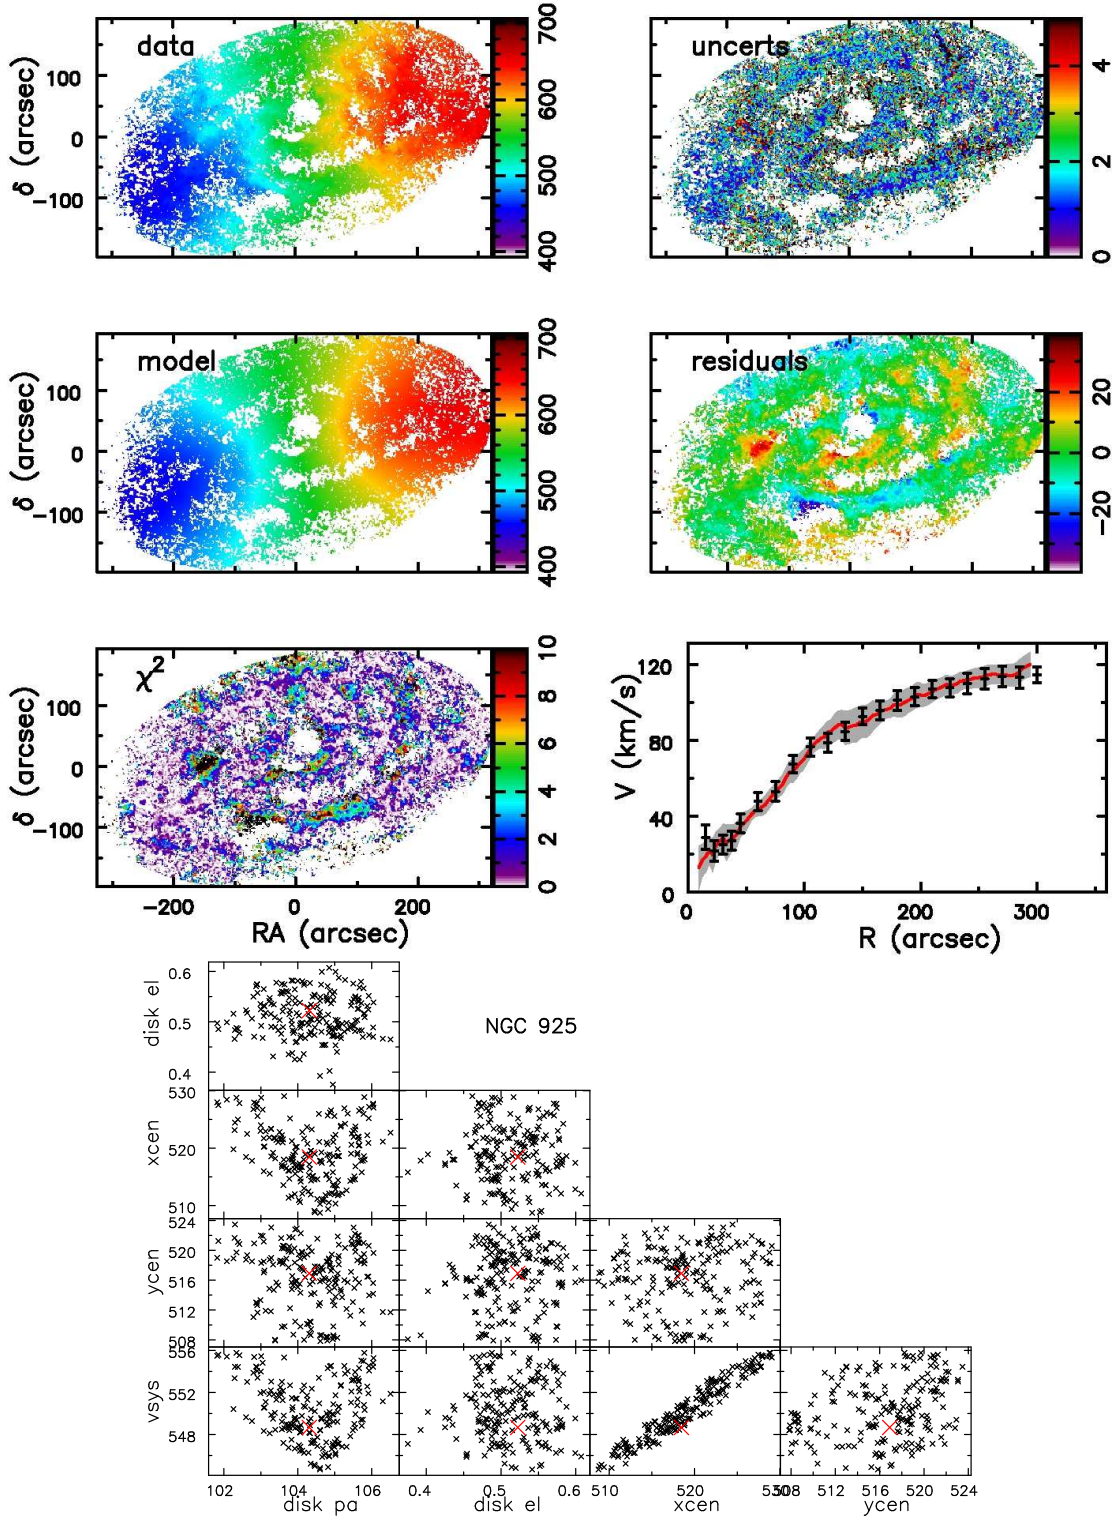 data
700
600
500
400
100
0
−100
δ (arcsec)
uncerts
4
2
0
model
700
600
500
400
100
0
−100
δ (arcsec)
residuals
20
0
−20
χ²
10
8
6
4
2
0
100
0
−100
δ (arcsec)
−200 0 200
RA (arcsec)
120
80
40
0
V (km/s)
0 100 200 300
R (arcsec)
NGC 925
0.6
0.5
0.4
disk el
530
520
510
xcen
524
520
516
512
508
ycen
556
552
548
vsys
102 104 106
disk pa
0.4 0.5 0.6
disk el
510 520 530
xcen
508 512 516 520 524
ycen